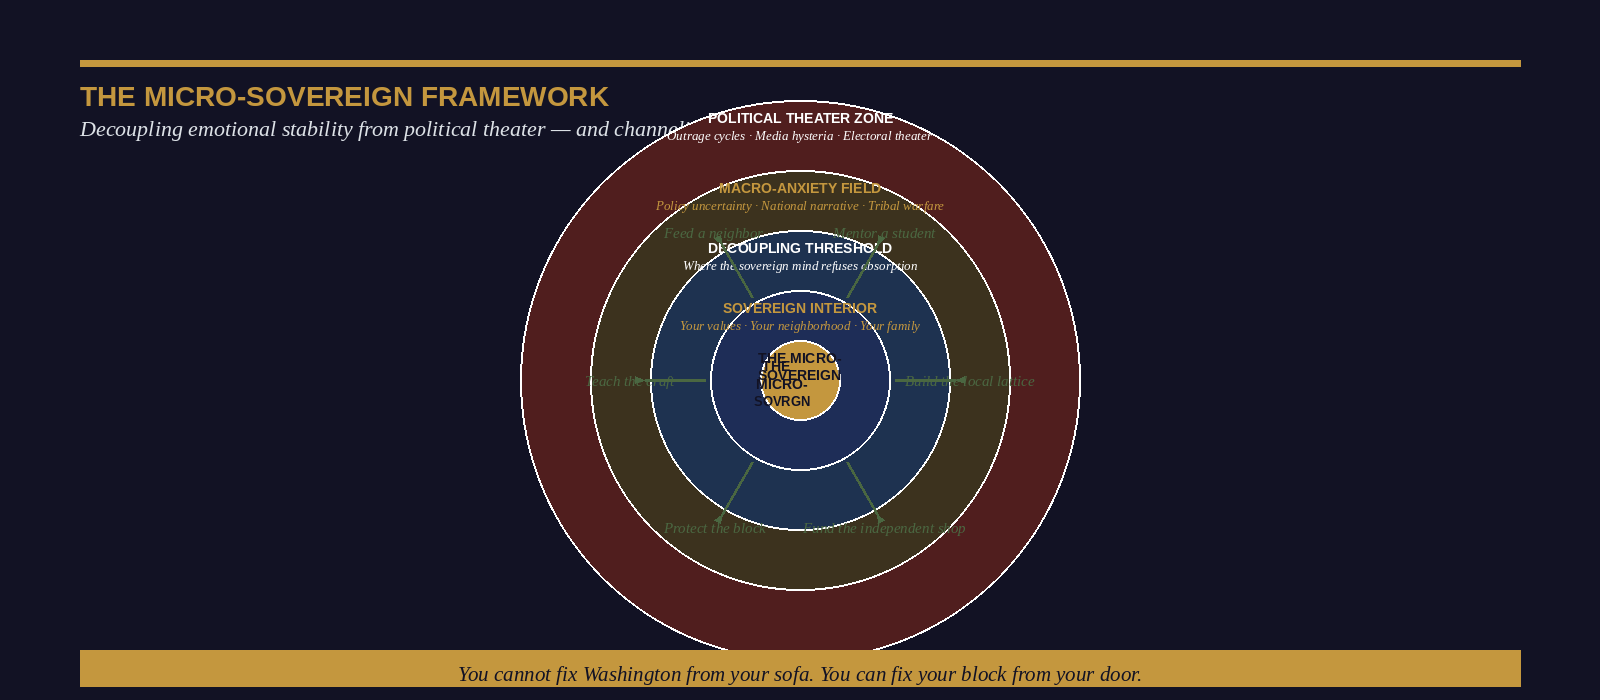 THE MICRO-SOVEREIGN FRAMEWORK
Decoupling emotional stability from political theater — and channel
POLITICAL THEATER ZONE
Outrage cycles · Media hysteria · Electoral theater
MACRO-ANXIETY FIELD
Policy uncertainty · National narrative · Tribal warfare
Feed a neighbor
Mentor a student
DECOUPLING THRESHOLD
Where the sovereign mind refuses absorption
SOVEREIGN INTERIOR
Your values · Your neighborhood · Your family
THE MICRO-
SOVEREIGN
THE
MICRO-
SOVRGN
Teach the craft
Build the local lattice
Protect the block
Fund the independent shop
You cannot fix Washington from your sofa. You can fix your block from your door.